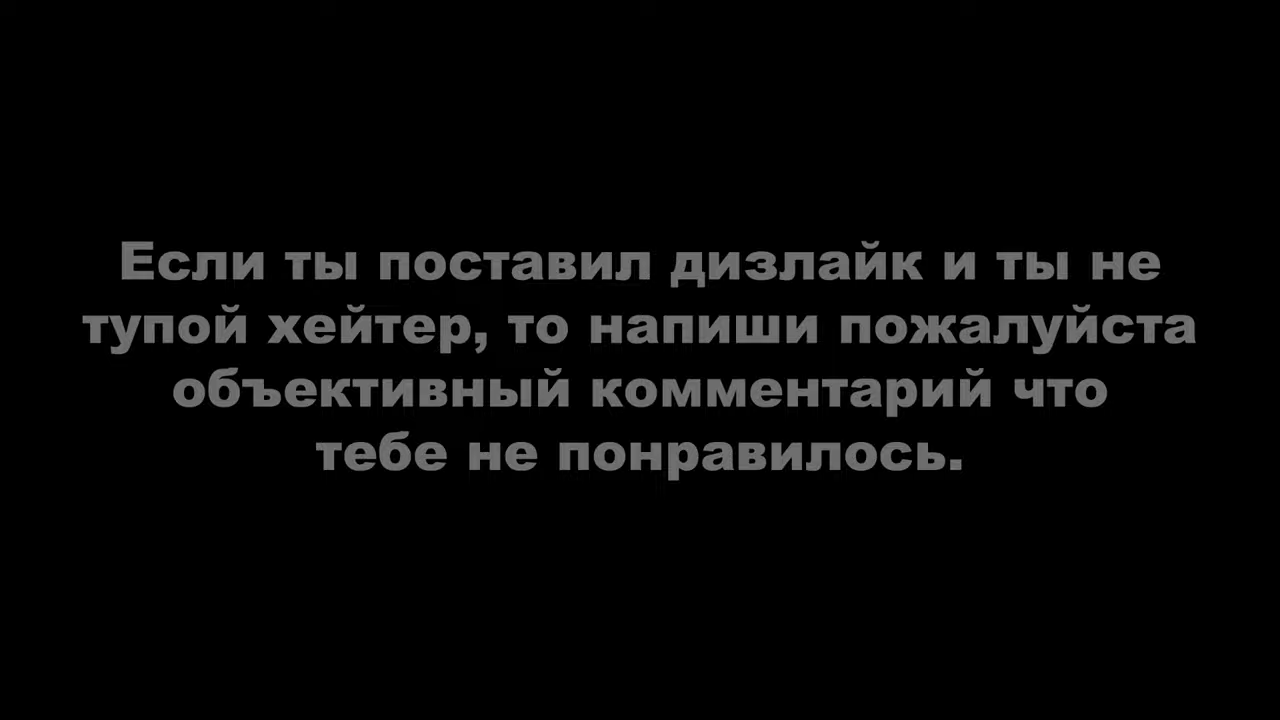 Если ты поставил дизлайк и ты не
тупой хейтер, то напиши пожалуйста
объективный комментарий что
тебе не понравилось.